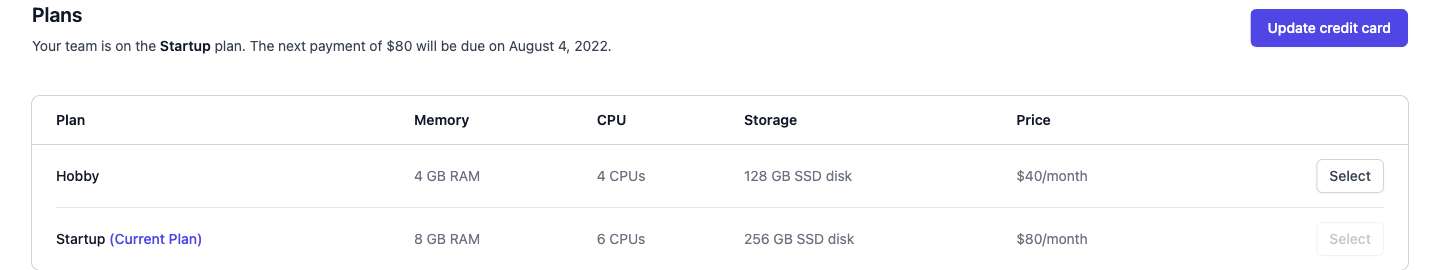 Plans
Update credit card
Your team is on the Startup plan. The next payment of $80 will be due on August 4, 2022.
Plan Memory CPU Storage Price
Hobby 4 GB RAM 4 CPUs 128 GB SSD disk $40/month Select
Startup (Current Plan) 8 GB RAM 6 CPUs 256 GB SSD disk $80/month Select